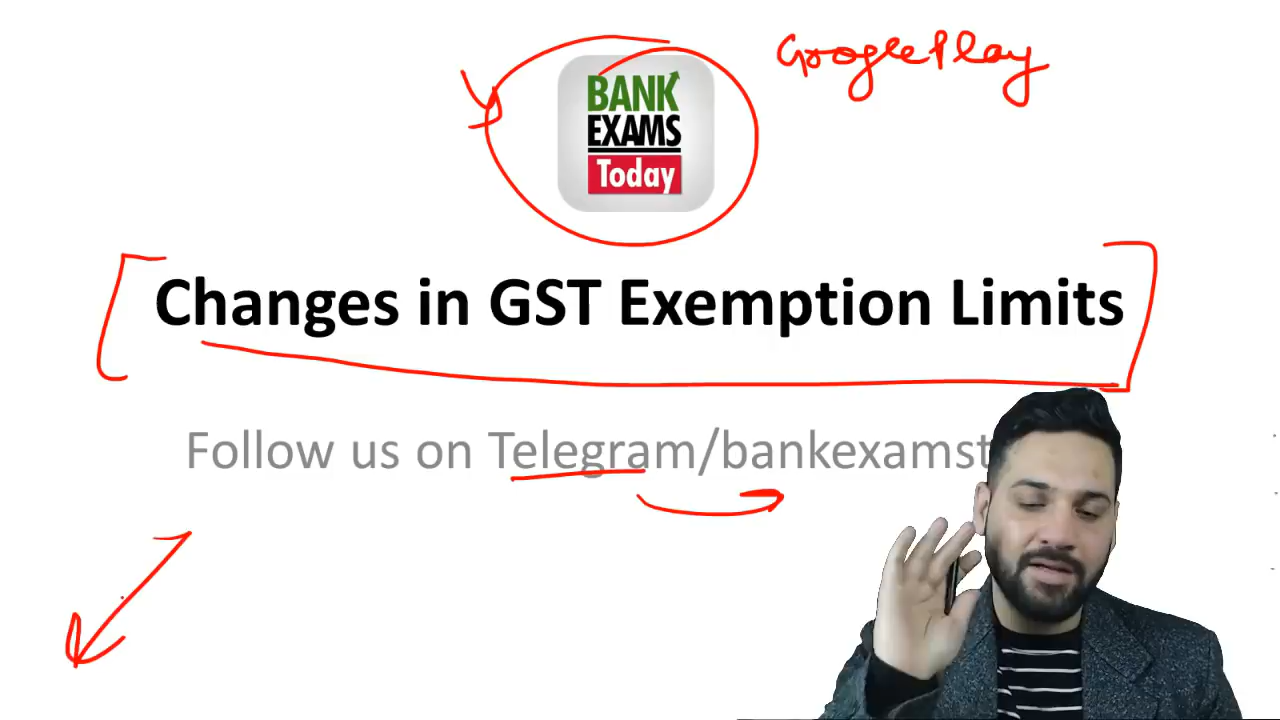 GooglePlay
BANK
EXAMS
Today
Changes in GST Exemption Limits
Follow us on Telegram/bankexamst